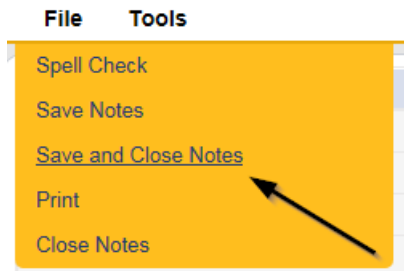 File Tools
Spell Check
Save Notes
Save and Close Notes
Print
Close Notes